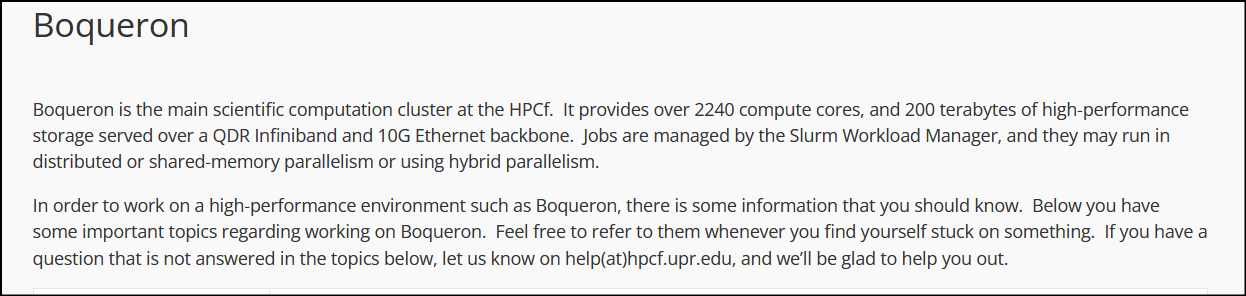 Boqueron
Boqueron is the main scientific computation cluster at the HPCf.  It provides over 2240 compute cores, and 200 terabytes of high-performance
storage served over a QDR Infiniband and 10G Ethernet backbone.  Jobs are managed by the Slurm Workload Manager, and they may run in
distributed or shared-memory parallelism or using hybrid parallelism.
In order to work on a high-performance environment such as Boqueron, there is some information that you should know.  Below you have
some important topics regarding working on Boqueron.  Feel free to refer to them whenever you find yourself stuck on something.  If you have a
question that is not answered in the topics below, let us know on help(at)hpcf.upr.edu, and we’ll be glad to help you out.